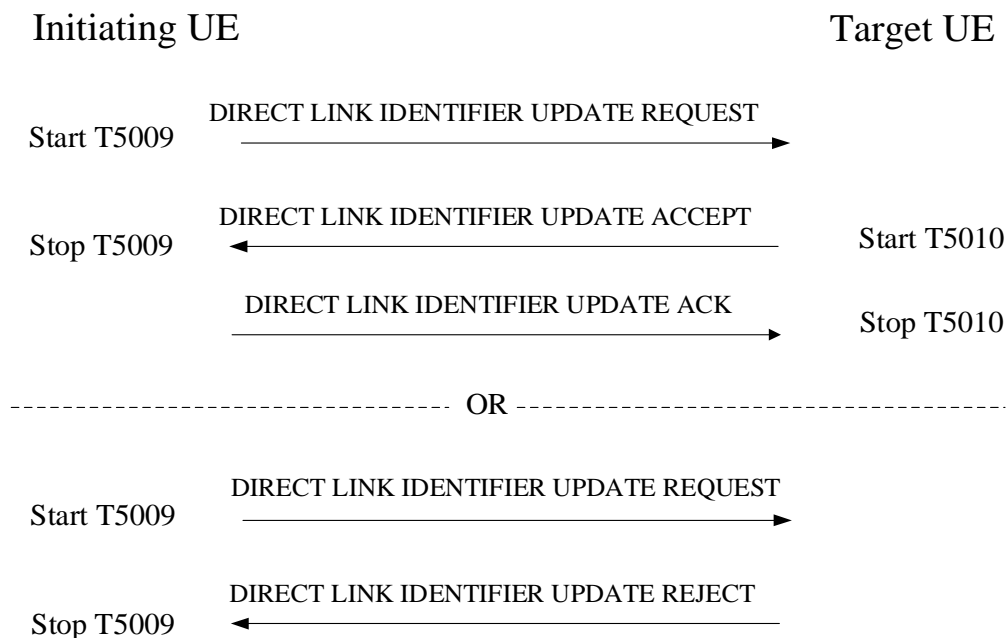 Initiating UE
Target UE
DIRECT LINK IDENTIFIER UPDATE REQUEST
Start T5009
DIRECT LINK IDENTIFIER UPDATE ACCEPT
Stop T5009
Start T5010
DIRECT LINK IDENTIFIER UPDATE ACK
Stop T5010
OR
DIRECT LINK IDENTIFIER UPDATE REQUEST
Start T5009
DIRECT LINK IDENTIFIER UPDATE REJECT
Stop T5009